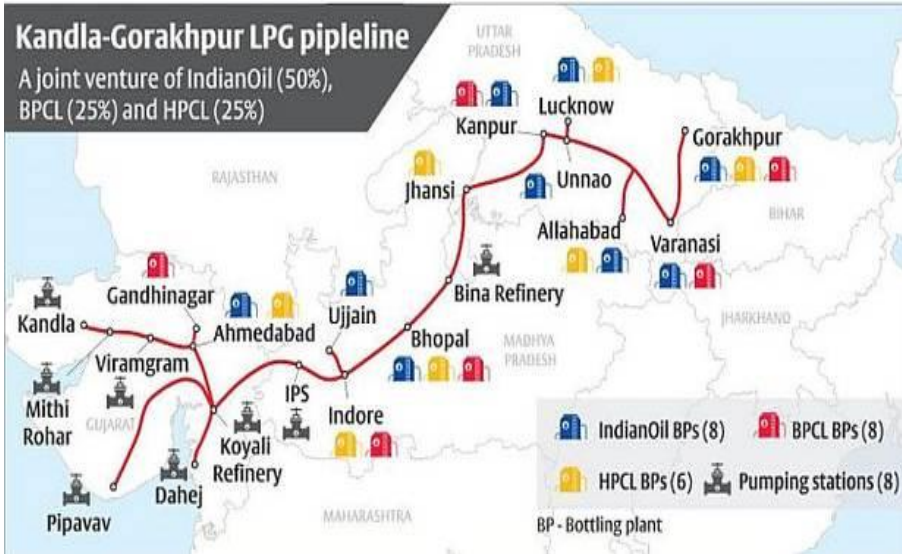 Kandla-Gorakhpur LPG pipleline
A joint venture of IndianOil (50%),
BPCL (25%) and HPCL (25%)
UTTAR
PRADESH
Lucknow
Kanpur
Gorakhpur
Unnao
Jhansi
RAJASTHAN
BIHAR
Allahabad
Varanasi
Gandhinagar
Bina Refinery
Kandla
Ahmedabad
Ujjain
JHARKHAND
Bhopal
MADHYA
PRADESH
Viramgram
IPS
Mithi
Rohar
GUJARAT
Indore
Koyali
Refinery
Dahej
Pipavav
MAHARASHTRA
IndianOil BPs (8)
BPCL BPs (8)
HPCL BPs (6)
Pumping stations (8)
BP - Bottling plant